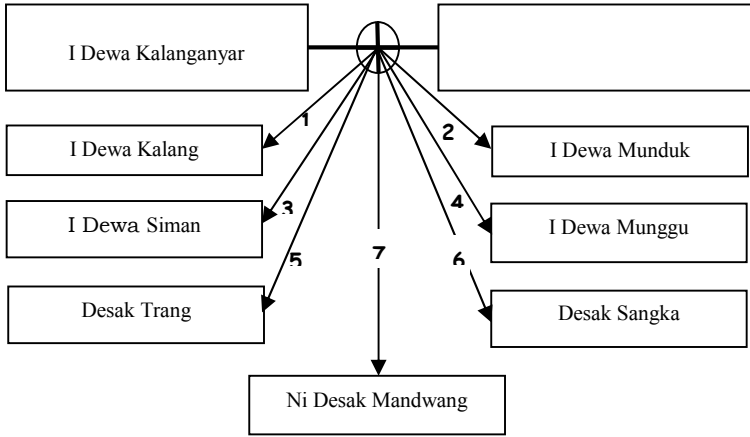 I Dewa Kalanganyar
1
2
I Dewa Kalang
I Dewa Munduk
3
4
I Dewa Siman
I Dewa Munggu
5
7
6
Desak Trang
Desak Sangka
Ni Desak Mandwang